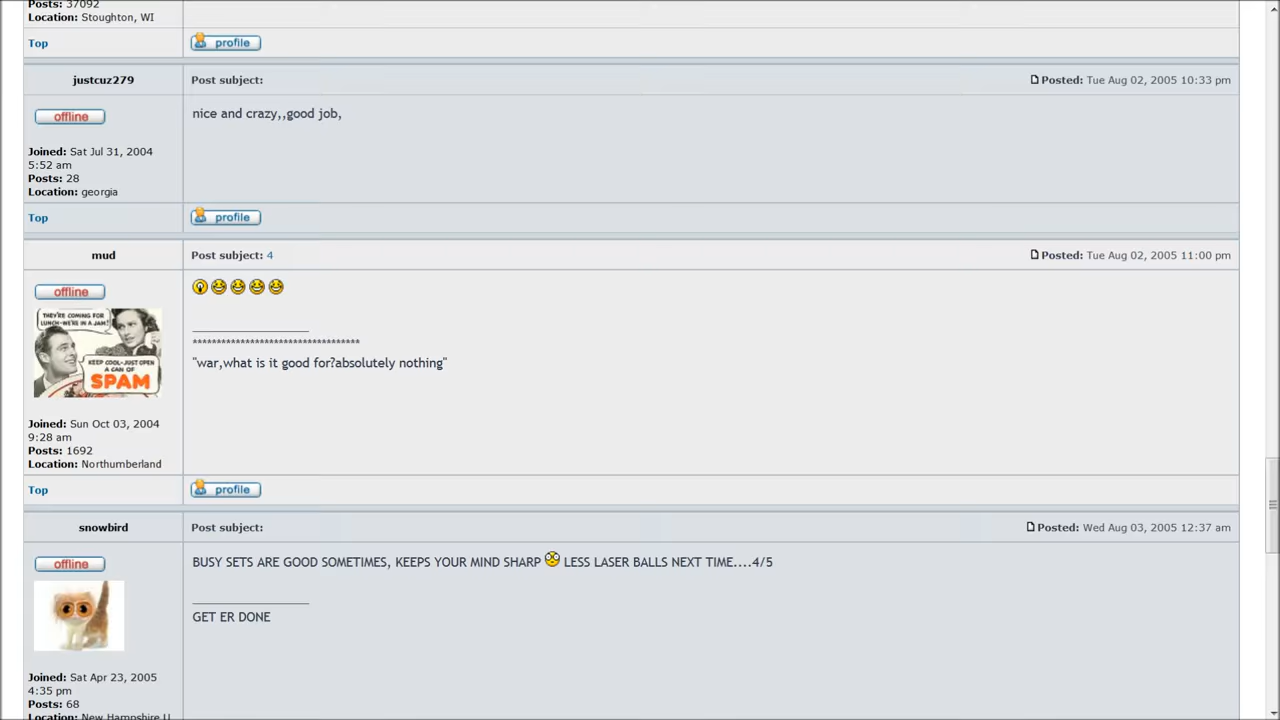 Posts: 37092
Location: Stoughton, WI
Top
profile
justcuz279
Post subject:
Posted: Tue Aug 02, 2005 10:33 pm
offline
nice and crazy,,good job,
Joined: Sat Jul 31, 2004
5:52 am
Posts: 28
Location: georgia
Top
profile
mud
Post subject: 4
Posted: Tue Aug 02, 2005 11:00 pm
offline
THEY'RE COMING FOR
LUNCH-WE'RE IN A JAM!
KEEP COOL-JUST OPEN
A CAN OF
SPAM
***********************************
"war,what is it good for?absolutely nothing"
Joined: Sun Oct 03, 2004
9:28 am
Posts: 1692
Location: Northumberland
Top
profile
snowbird
Post subject:
Posted: Wed Aug 03, 2005 12:37 am
offline
BUSY SETS ARE GOOD SOMETIMES, KEEPS YOUR MIND SHARP LESS LASER BALLS NEXT TIME....4/5
GET ER DONE
Joined: Sat Apr 23, 2005
4:35 pm
Posts: 68
Location: New Hampshire U